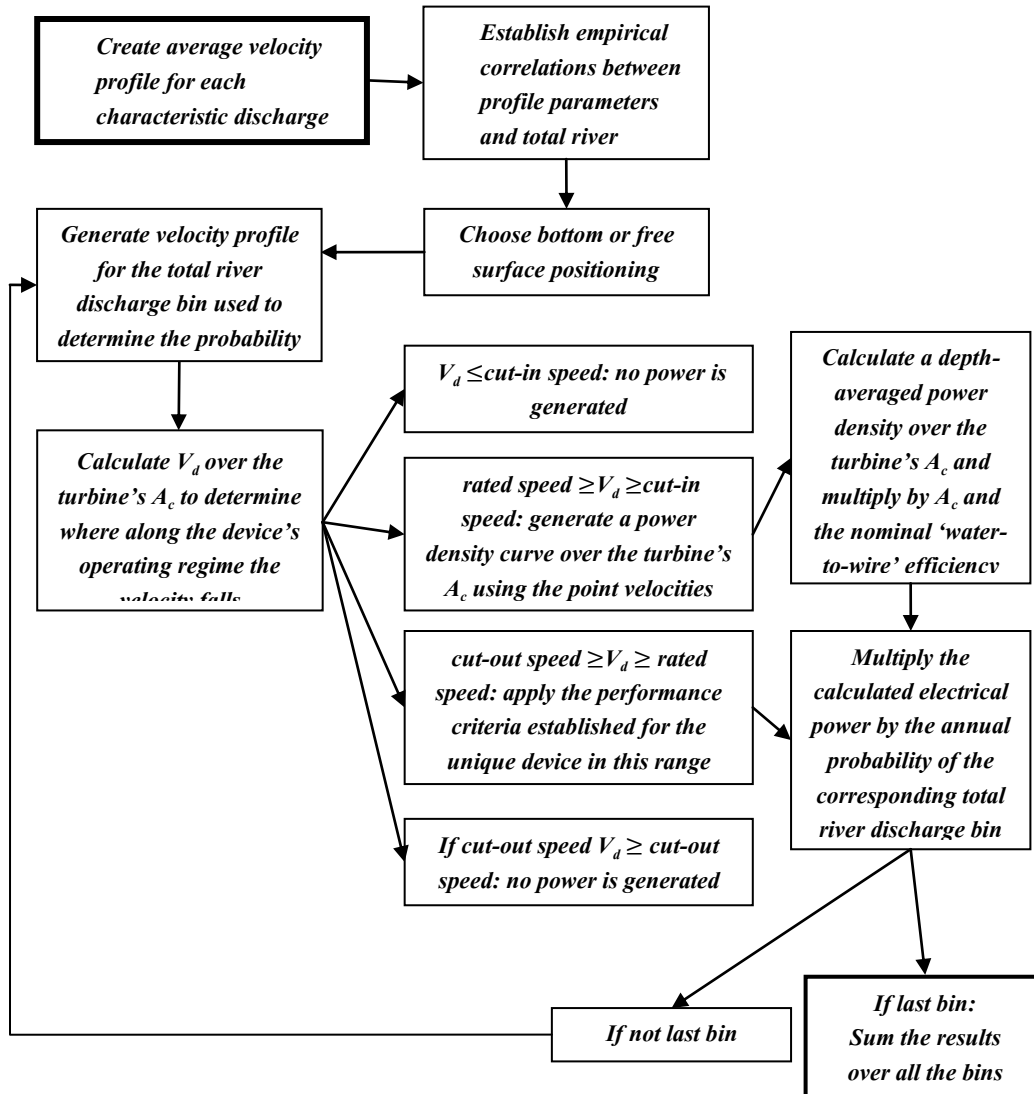 Create average velocity
profile for each
characteristic discharge
Establish empirical
correlations between
profile parameters
and total river
Choose bottom or free
surface positioning
Generate velocity profile
for the total river
discharge bin used to
determine the probability
Calculate V_d over the
turbine's A_c to determine
where along the device's
operating regime the
velocity falls
V_d ≤cut-in speed: no power is
generated
rated speed ≥V_d ≥cut-in
speed: generate a power
density curve over the turbine's
A_c using the point velocities
cut-out speed ≥V_d ≥ rated
speed: apply the performance
criteria established for the
unique device in this range
If cut-out speed V_d ≥ cut-out
speed: no power is generated
Calculate a depth-
averaged power
density over the
turbine's A_c and
multiply by A_c and
the nominal 'water-
to-wire' efficiency
Multiply the
calculated electrical
power by the annual
probability of the
corresponding total
river discharge bin
If not last bin
If last bin:
Sum the results
over all the bins